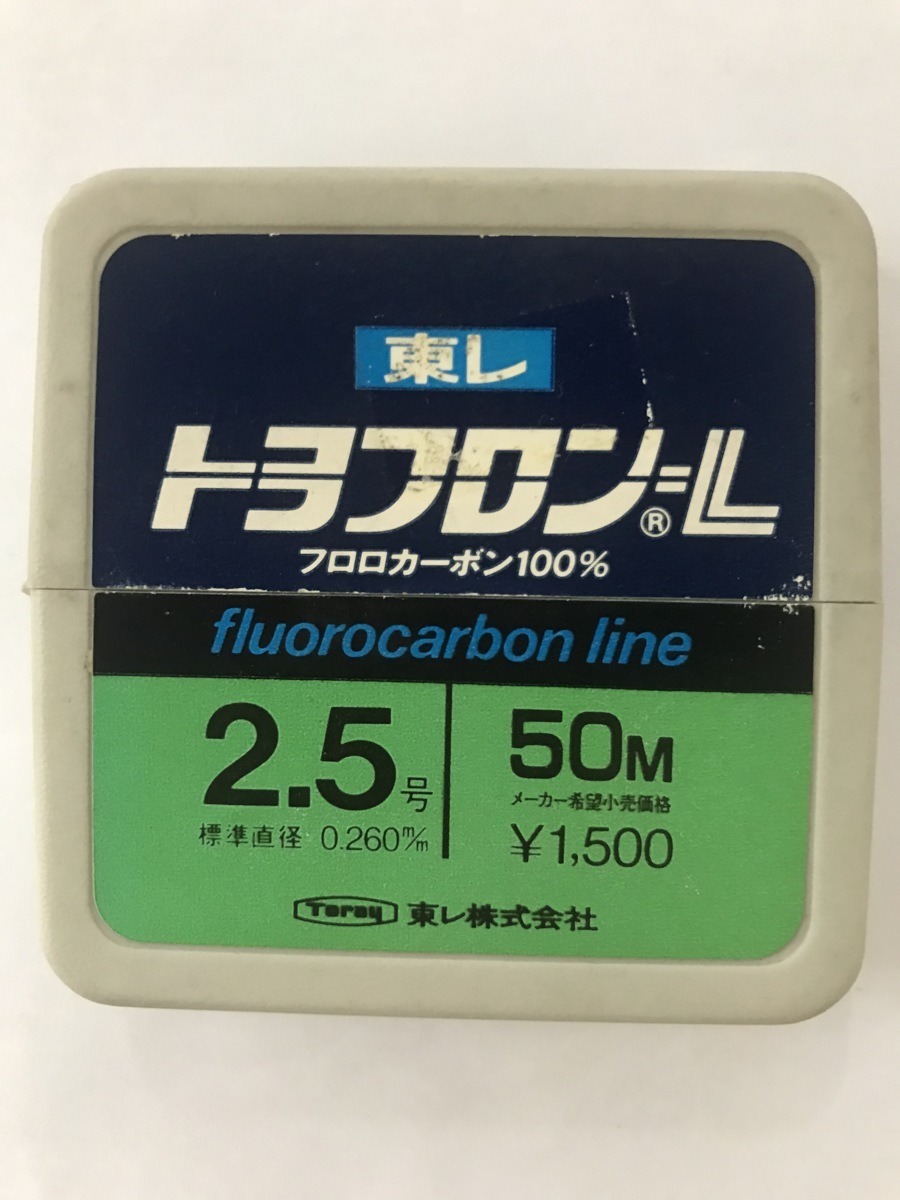 東レ
トヨフロン=L®
フロロカーボン100%
fluorocarbon line
2.5号
標準直径 0.260m/m
50M
メーカー希望小売価格
¥1,500
Toray 東レ株式会社